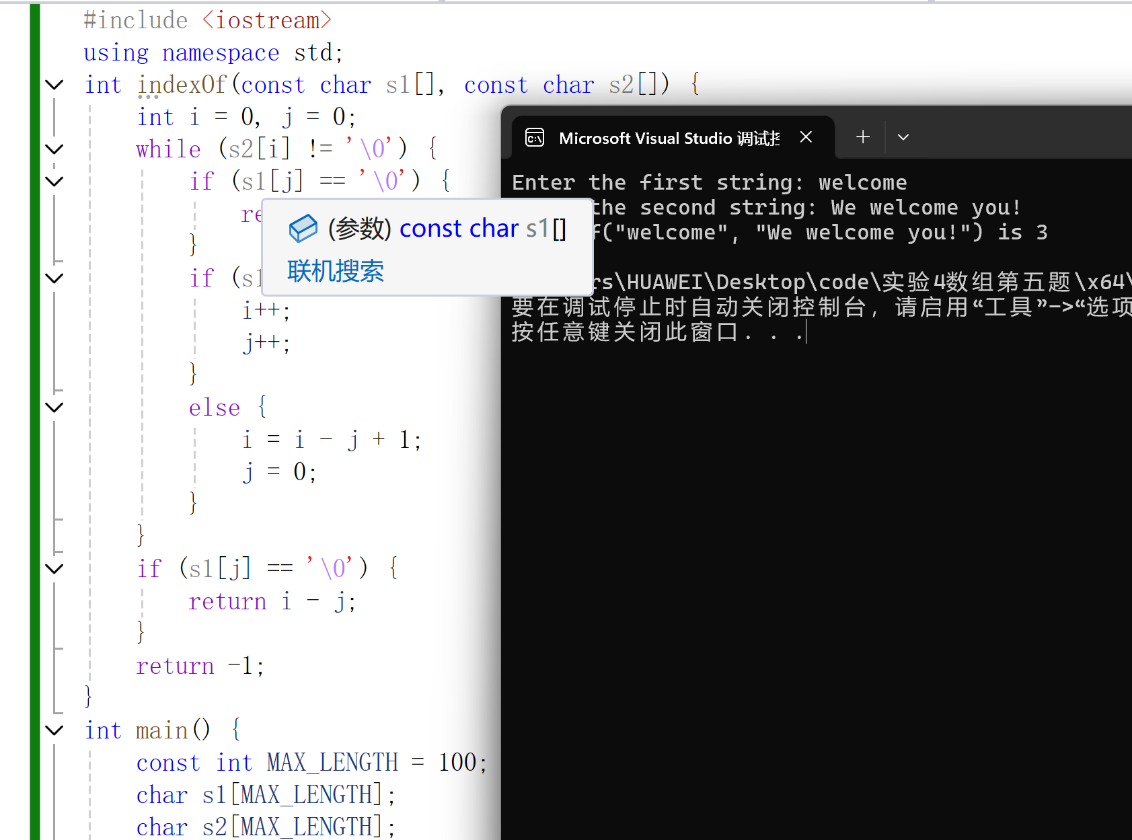 #include <iostream>
using namespace std;
int indexOf(const char s1[], const char s2[]) {
int i = 0, j = 0;
while (s2[i] != '\0') {
if (s1[j] == '\0') {
re
}
if (s1
i++;
j++;
}
else {
i = i - j + 1;
j = 0;
}
}
if (s1[j] == '\0') {
return i - j;
}
return -1;
}
int main() {
const int MAX_LENGTH = 100;
char s1[MAX_LENGTH];
char s2[MAX_LENGTH];
(参数) const char s1[]
联机搜索
Microsoft Visual Studio 调试
Enter the first string: welcome
the second string: We welcome you!
f("welcome", "We welcome you!") is 3
rs\HUAWEI\Desktop\code\实验4数组第五题\x64\
要在调试停止时自动关闭控制台，请启用“工具”->“选项
按任意键关闭此窗口. . .